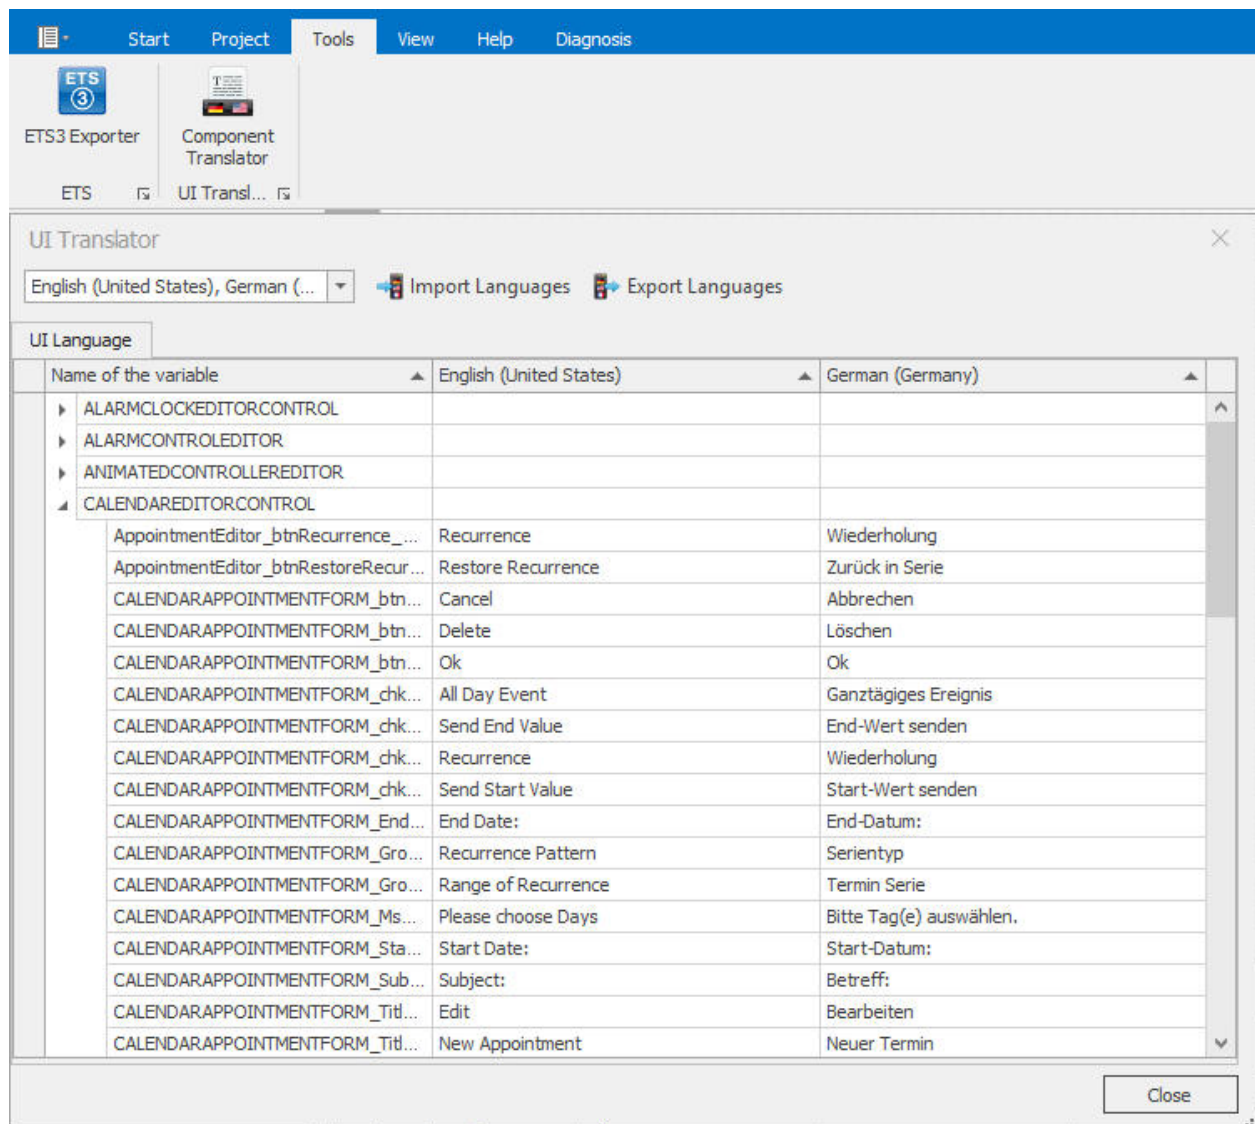 Start Project Tools View Help Diagnosis
ETS
3
T
ETS3 Exporter
Component
Translator
ETS
UI Transl...
UI Translator
English (United States), German (...
Import Languages
Export Languages
UI Language
Name of the variable English (United States) German (Germany)
ALARMCLOCKEDITORCONTROL
ALARMCONTROLEDITOR
ANIMATEDCONTROLLEREDITOR
CALENDAREDITORCONTROL
AppointmentEditor_btnRecurrence_... Recurrence Wiederholung
AppointmentEditor_btnRestoreRecur... Restore Recurrence Zurück in Serie
CALENDARAPPOINTMENTFORM_btn... Cancel Abbrechen
CALENDARAPPOINTMENTFORM_btn... Delete Löschen
CALENDARAPPOINTMENTFORM_btn... Ok Ok
CALENDARAPPOINTMENTFORM_chk... All Day Event Ganztägiges Ereignis
CALENDARAPPOINTMENTFORM_chk... Send End Value End-Wert senden
CALENDARAPPOINTMENTFORM_chk... Recurrence Wiederholung
CALENDARAPPOINTMENTFORM_chk... Send Start Value Start-Wert senden
CALENDARAPPOINTMENTFORM_End... End Date: End-Datum:
CALENDARAPPOINTMENTFORM_Gro... Recurrence Pattern Serientyp
CALENDARAPPOINTMENTFORM_Gro... Range of Recurrence Termin Serie
CALENDARAPPOINTMENTFORM_Ms... Please choose Days Bitte Tag(e) auswählen.
CALENDARAPPOINTMENTFORM_Sta... Start Date: Start-Datum:
CALENDARAPPOINTMENTFORM_Sub... Subject: Betreff:
CALENDARAPPOINTMENTFORM_Titl... Edit Bearbeiten
CALENDARAPPOINTMENTFORM_Titl... New Appointment Neuer Termin
Close